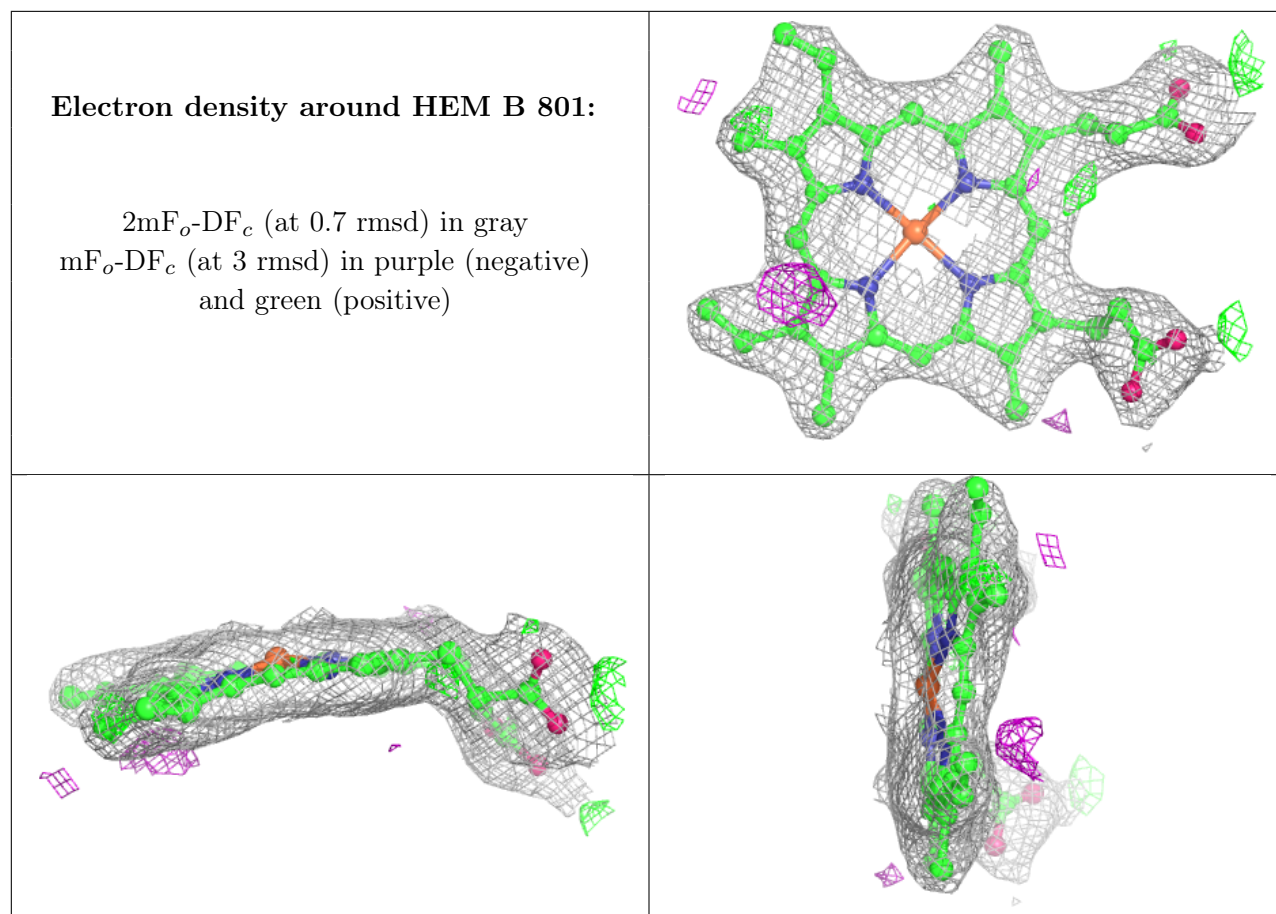 Electron density around HEM B 801:
2mFₒ-DF𝒸 (at 0.7 rmsd) in gray
mFₒ-DF𝒸 (at 3 rmsd) in purple (negative)
and green (positive)